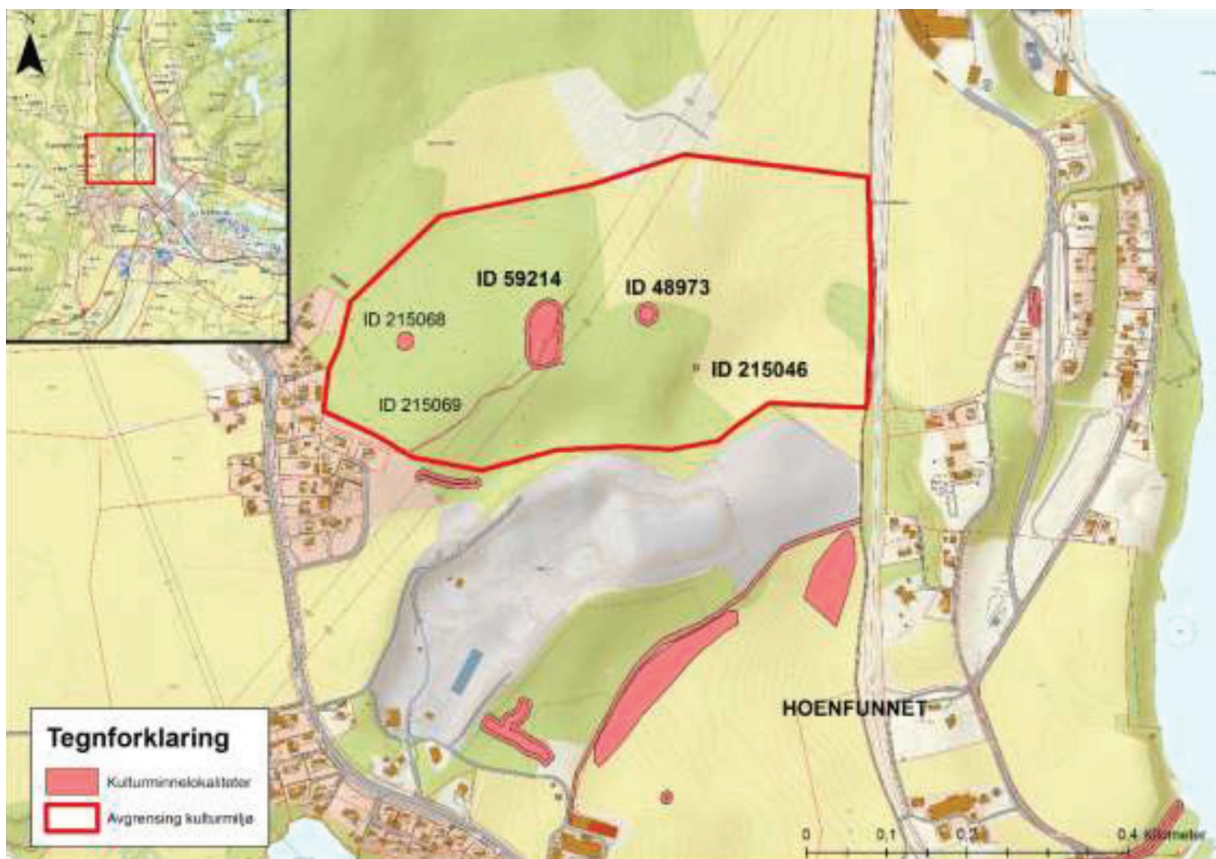 N
ID 59214
ID 48973
ID 215068
ID 215046
ID 215069
HOENFUNNET
Tegnforklaring
Kulturminnelokaliteter
Avgrensing kulturmiljø
0 0,1 0,2 0,4 Kilometer